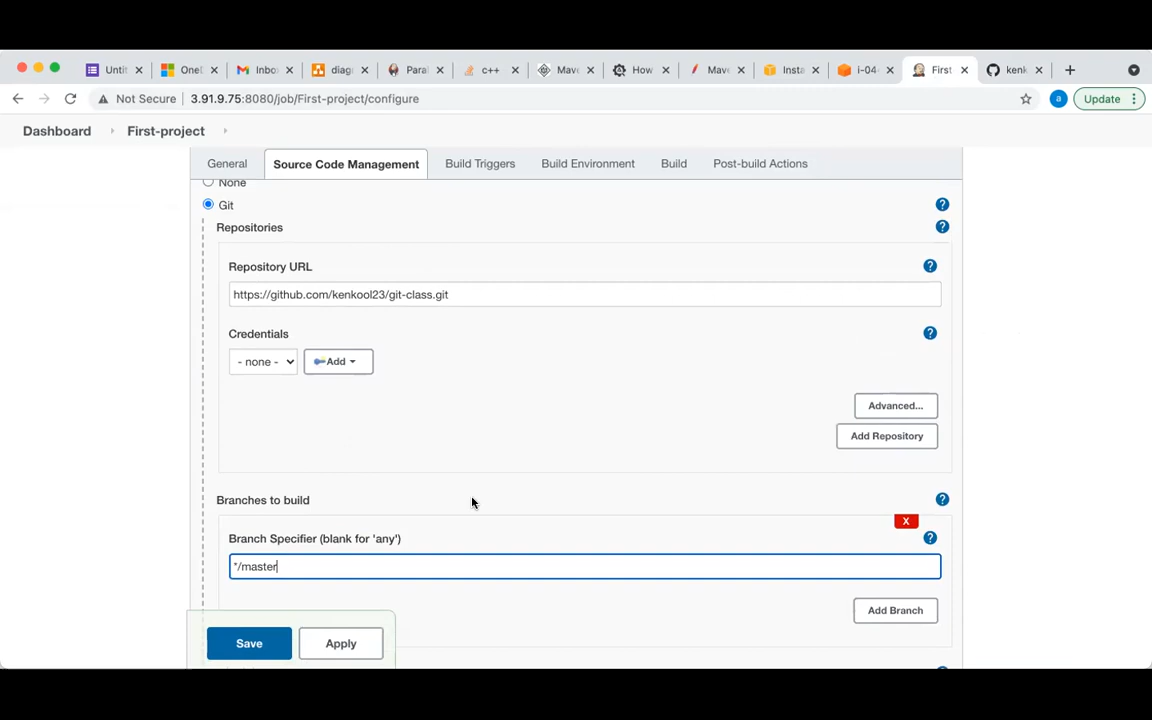 Untit
OneD
Inbo
diagr
Paral
c++
Mave
How
Mave
Insta
i-04
First
kenk
Not Secure
3.91.9.75:8080/job/First-project/configure
a
Update
Dashboard
First-project
General
Source Code Management
Build Triggers
Build Environment
Build
Post-build Actions
None
Git
?
Repositories
?
Repository URL
?
https://github.com/kenkool23/git-class.git
Credentials
?
- none -
Add
Advanced...
Add Repository
Branches to build
?
X
Branch Specifier (blank for 'any')
?
*/master
Add Branch
Save
Apply